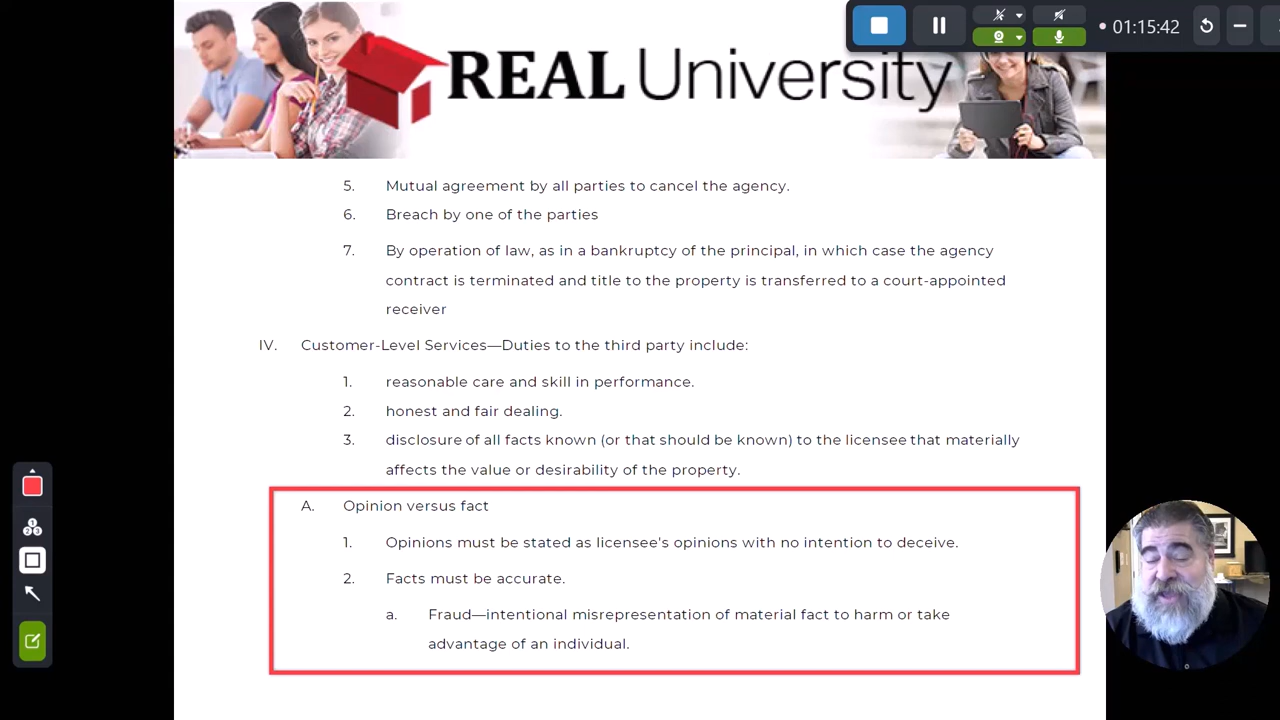 01:15:42
REAL University
5. Mutual agreement by all parties to cancel the agency.
6. Breach by one of the parties
7. By operation of law, as in a bankruptcy of the principal, in which case the agency
contract is terminated and title to the property is transferred to a court-appointed
receiver
IV. Customer-Level Services—Duties to the third party include:
1. reasonable care and skill in performance.
2. honest and fair dealing.
3. disclosure of all facts known (or that should be known) to the licensee that materially
affects the value or desirability of the property.
A. Opinion versus fact
1. Opinions must be stated as licensee's opinions with no intention to deceive.
2. Facts must be accurate.
a. Fraud—intentional misrepresentation of material fact to harm or take
advantage of an individual.